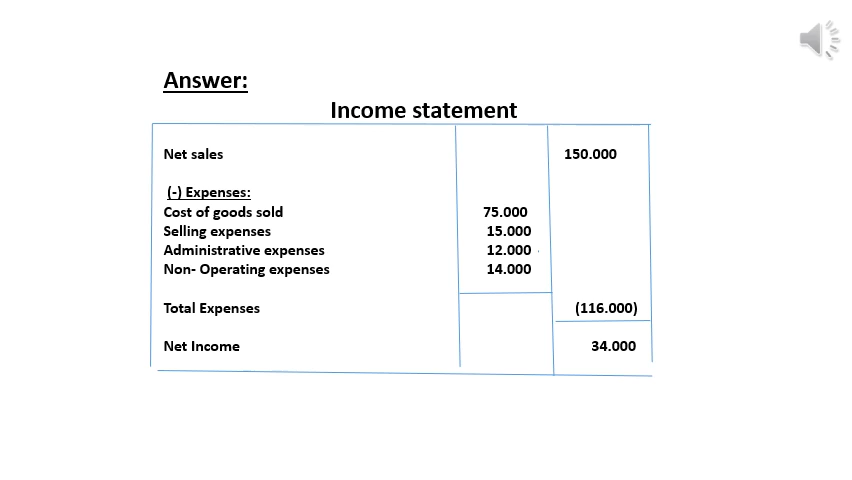 Answer:
Income statement
Net sales 150.000
(-) Expenses:
Cost of goods sold 75.000
Selling expenses 15.000
Administrative expenses 12.000
Non- Operating expenses 14.000
Total Expenses (116.000)
Net Income 34.000